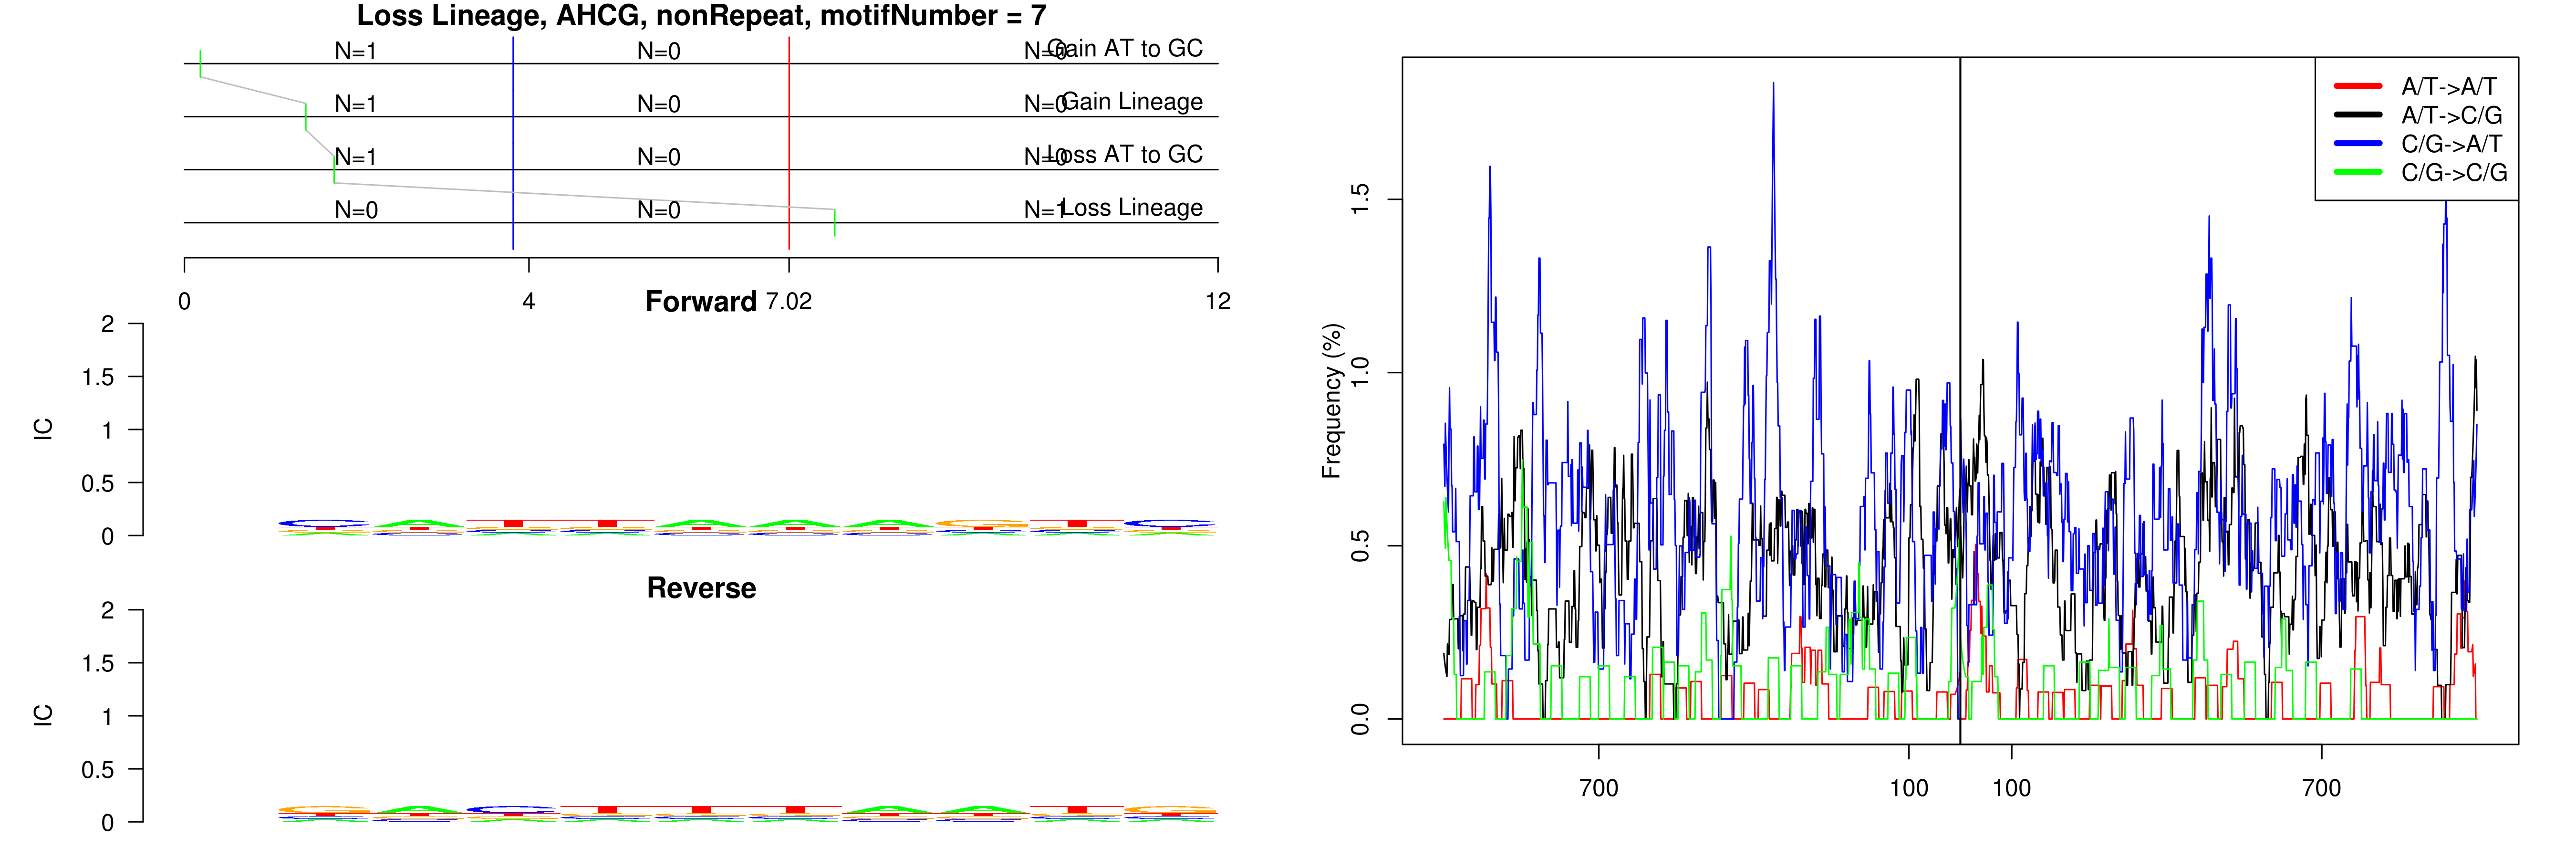 Loss Lineage, AHCG, nonRepeat, motifNumber = 7
N=1 N=0 N=0 Gain AT to GC
N=1 N=0 N=0 Gain Lineage
N=1 N=0 N=0 Loss AT to GC
N=0 N=0 N=1 Loss Lineage
0 4 7.02 12
Forward
IC
2
1.5
1
0.5
0
C A T T A A A G T C
Reverse
IC
2
1.5
1
0.5
0
G A C T T T A A T G
Frequency (%)
1.5
1.0
0.5
0.0
700 100 100 700
A/T->A/T
A/T->C/G
C/G->A/T
C/G->C/G